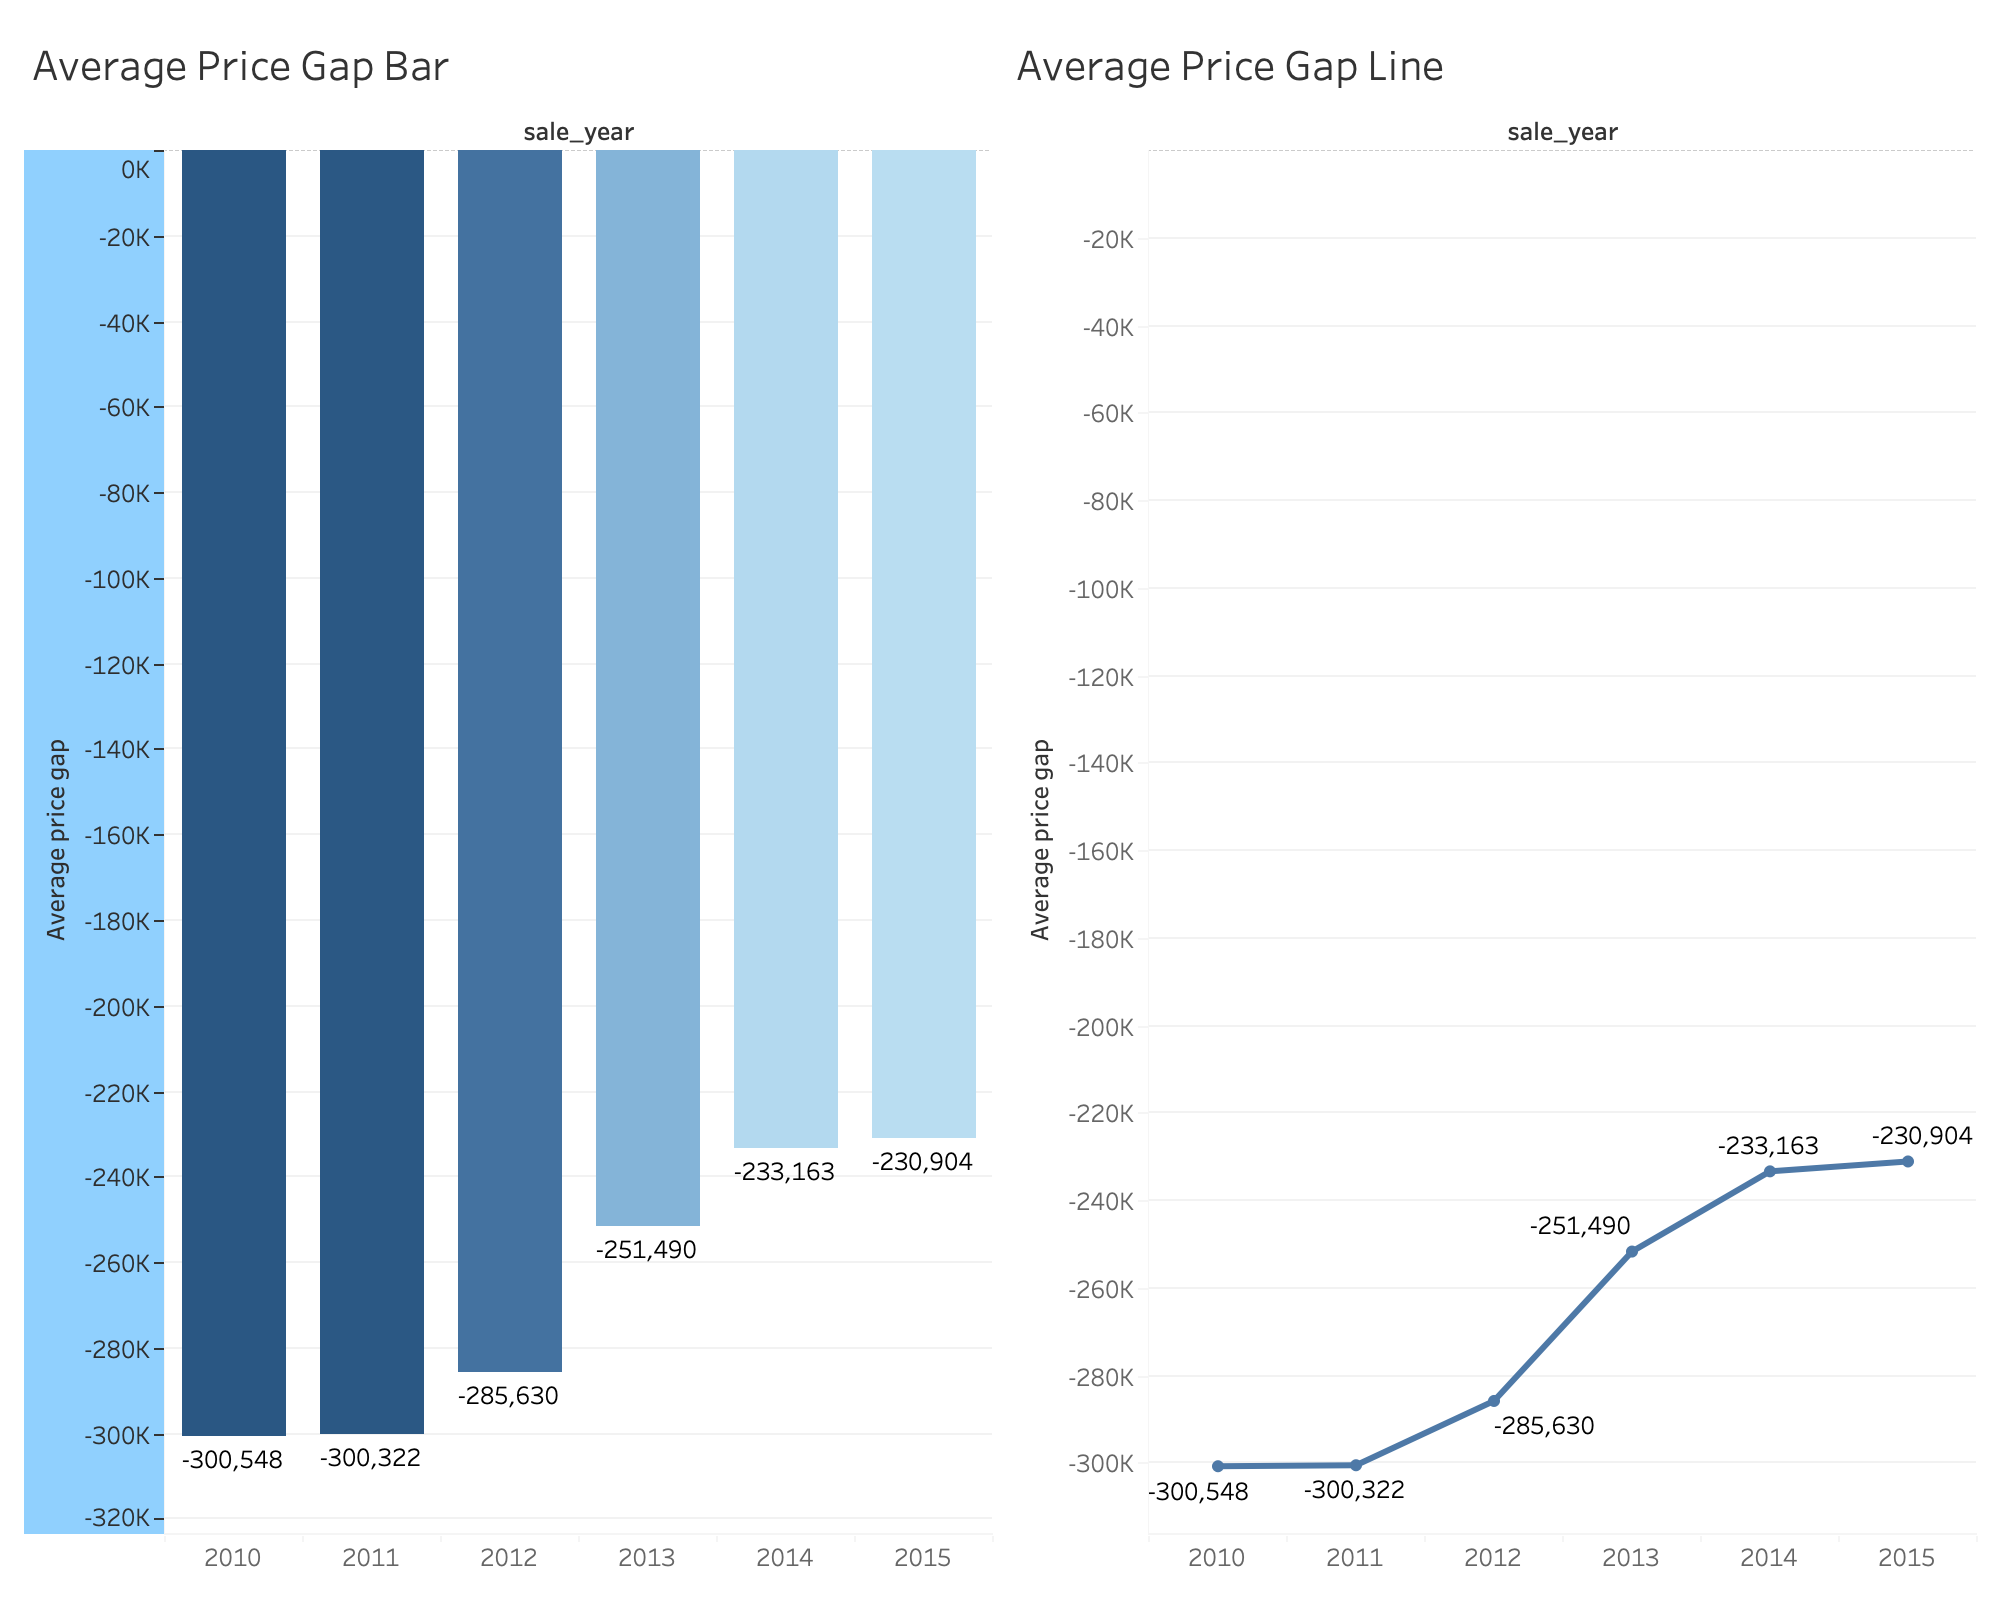 Average Price Gap Bar
sale_year
Average price gap
0K
-20K
-40K
-60K
-80K
-100K
-120K
-140K
-160K
-180K
-200K
-220K
-240K
-260K
-280K
-300K
-320K
-300,548
-300,322
-285,630
-251,490
-233,163
-230,904
2010
2011
2012
2013
2014
2015
Average Price Gap Line
sale_year
Average price gap
-20K
-40K
-60K
-80K
-100K
-120K
-140K
-160K
-180K
-200K
-220K
-240K
-260K
-280K
-300K
-300,548
-300,322
-285,630
-251,490
-233,163
-230,904
2010
2011
2012
2013
2014
2015